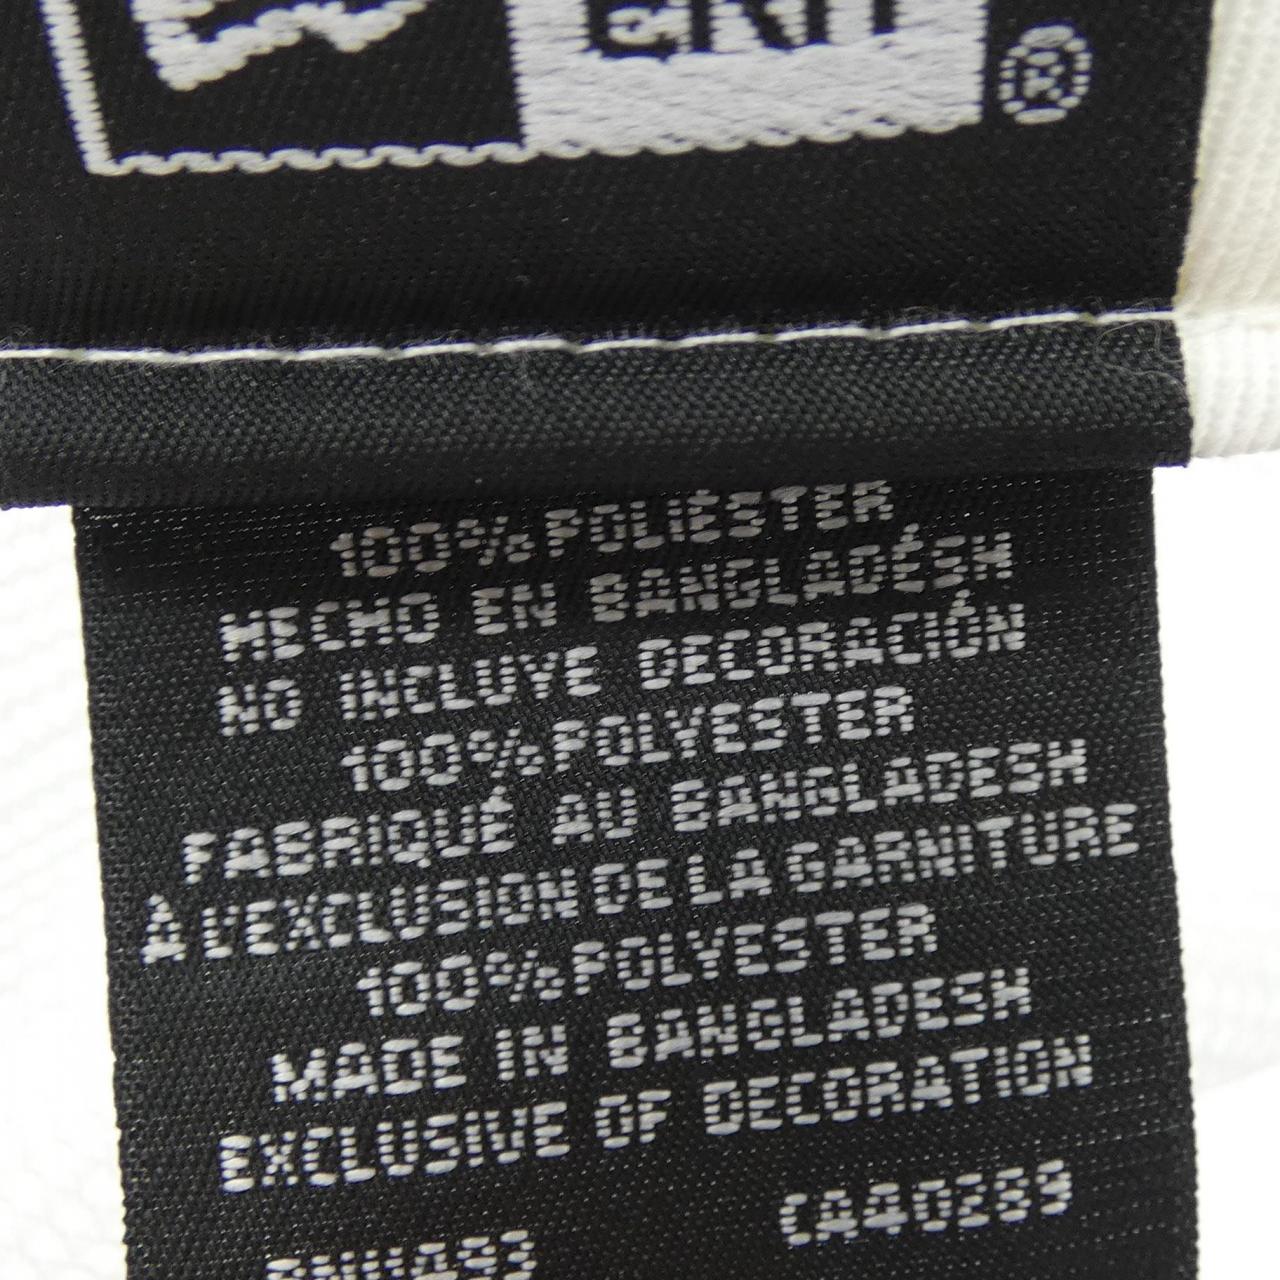 ®
100% POLIÉSTER
HECHO EN BANGLADÉSH
NO INCLUYE DECORACIÓN
100% POLYESTER
FABRIQUÉ AU BANGLADESH
À L'EXCLUSION DE LA GARNITURE
100% POLYESTER
MADE IN BANGLADESH
EXCLUSIVE OF DECORATION
CA40289